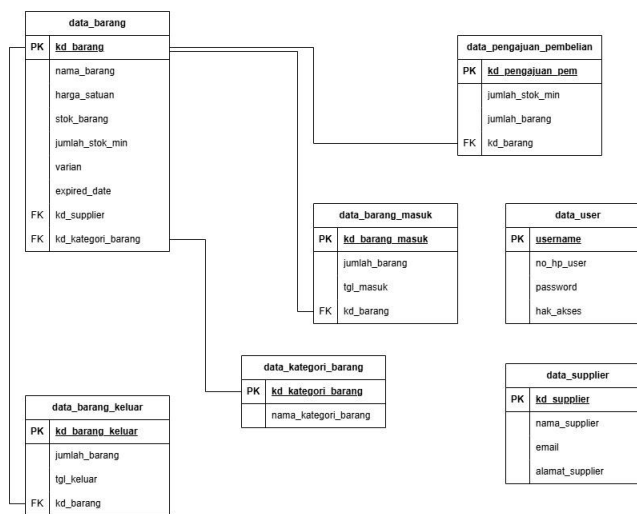 data_barang
PK kd_barang
nama_barang
harga_satuan
stok_barang
jumlah_stok_min
varian
expired_date
FK kd_supplier
FK kd_kategori_barang
data_pengajuan_pembelian
PK kd_pengajuan_pem
jumlah_stok_min
jumlah_barang
FK kd_barang
data_barang_masuk
PK kd_barang_masuk
jumlah_barang
tgl_masuk
FK kd_barang
data_user
PK username
no_hp_user
password
hak_akses
data_kategori_barang
PK kd_kategori_barang
nama_kategori_barang
data_supplier
PK kd_supplier
nama_supplier
email
alamat_supplier
data_barang_keluar
PK kd_barang_keluar
jumlah_barang
tgl_keluar
FK kd_barang